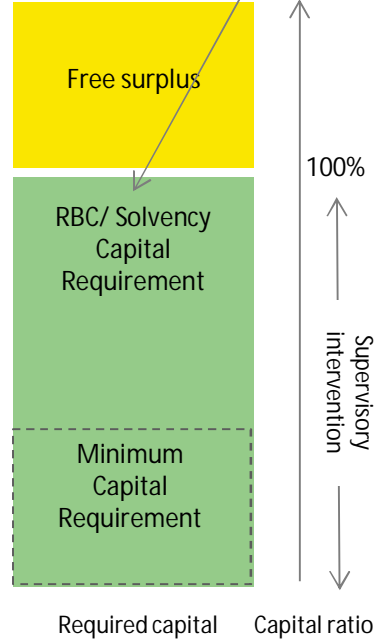 Free surplus
100%
RBC/ Solvency
Capital
Requirement
Supervisory
intervention
Minimum
Capital
Requirement
Required capital
Capital ratio